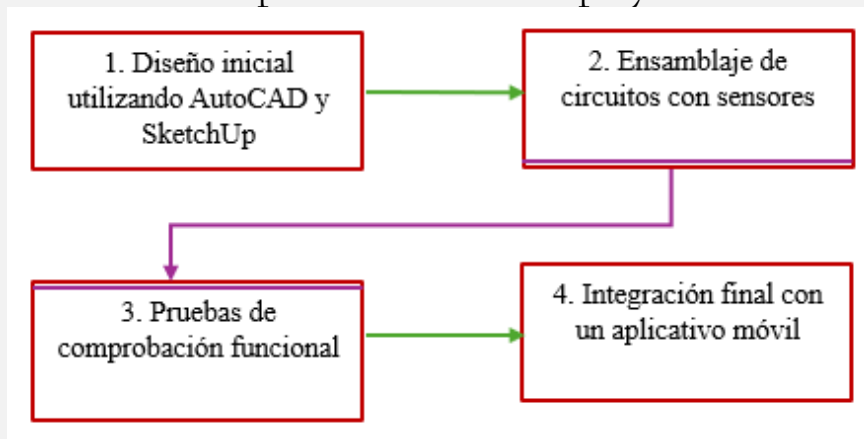 1. Diseño inicial
utilizando AutoCAD y
SketchUp
2. Ensamblaje de
circuitos con sensores
3. Pruebas de
comprobación funcional
4. Integración final con
un aplicativo móvil